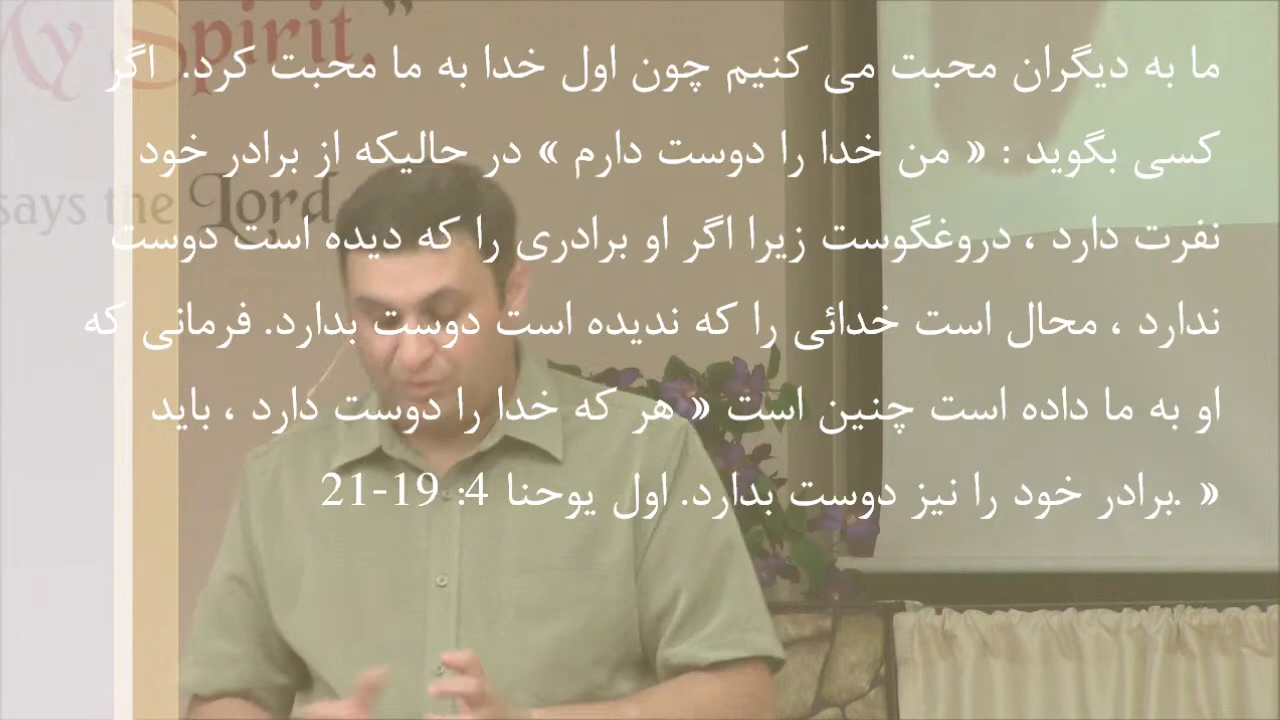 My Spirit,”
says the Lord
ما به دیگران محبت می کنیم چون اول خدا به ما محبت کرد. اگر
کسی بگوید : « من خدا را دوست دارم » در حالیکه از برادر خود
نفرت دارد ، دروغگوست زیرا اگر او برادری را که دیده است دوست
ندارد ، محال است خدائی را که ندیده است دوست بدارد. فرمانی که
او به ما داده است چنین است « هر که خدا را دوست دارد ، باید
« .برادر خود را نیز دوست بدارد. اول یوحنا 4: 19-21